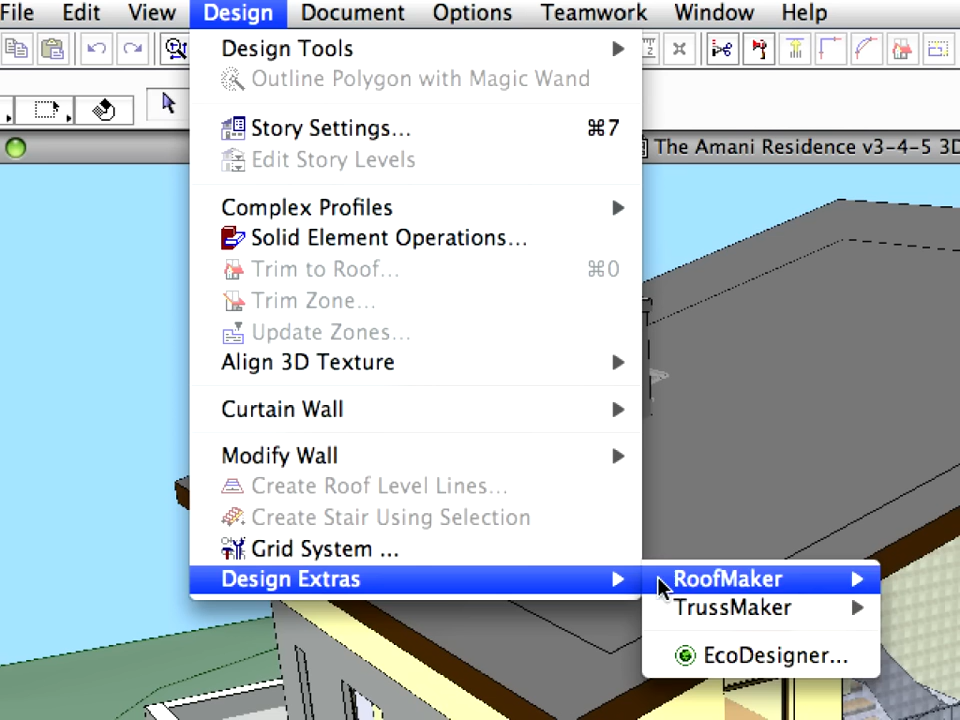 File Edit View Design Document Options Teamwork Window Help
Design Tools
Outline Polygon with Magic Wand
Story Settings... ⌘7
The Amani Residence v3-4-5 3D
Edit Story Levels
Complex Profiles
Solid Element Operations...
Trim to Roof... ⌘0
Trim Zone...
Update Zones...
Align 3D Texture
Curtain Wall
Modify Wall
Create Roof Level Lines...
Create Stair Using Selection
Grid System ...
Design Extras
RoofMaker
TrussMaker
EcoDesigner...